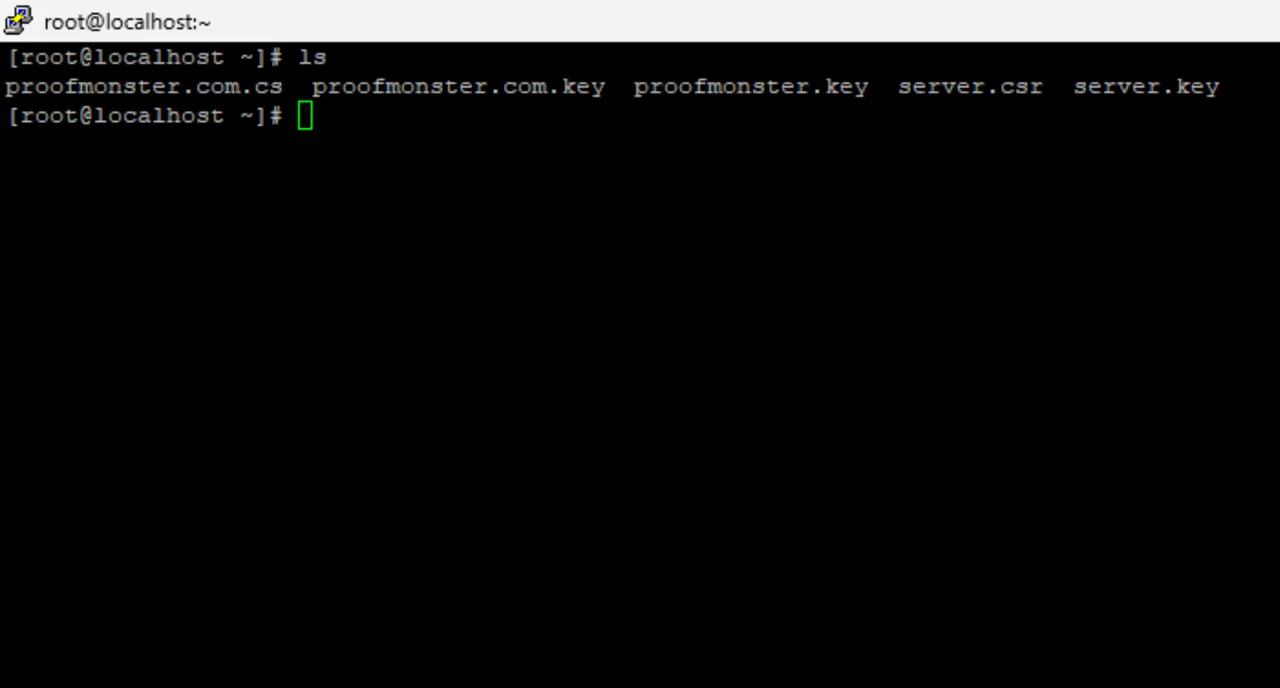 root@localhost:~
[root@localhost ~]# ls
proofmonster.com.cs  proofmonster.com.key  proofmonster.key  server.csr  server.key
[root@localhost ~]#